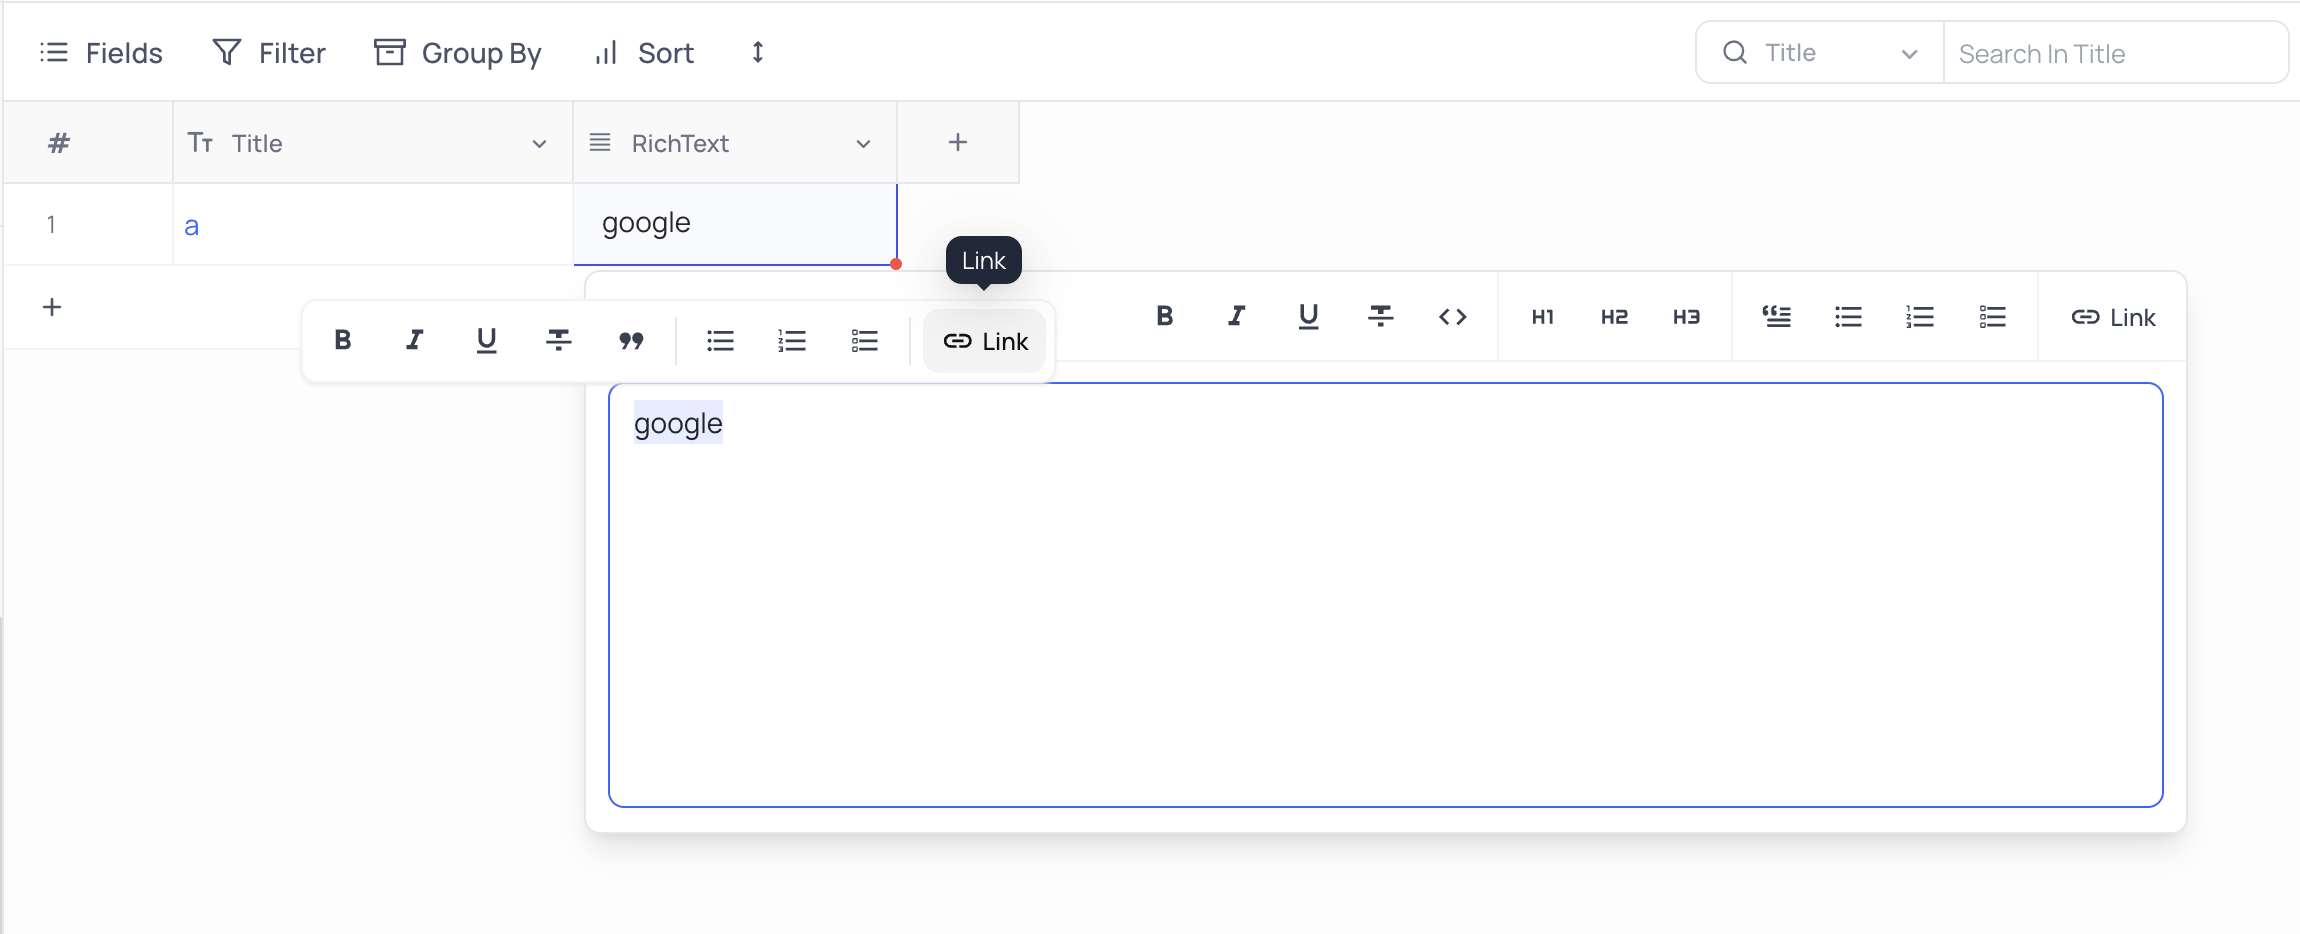 Fields Filter Group By Sort Title Search In Title
# Title RichText
1 a google
Link
B I U Link
B I U H1 H2 H3 Link
google